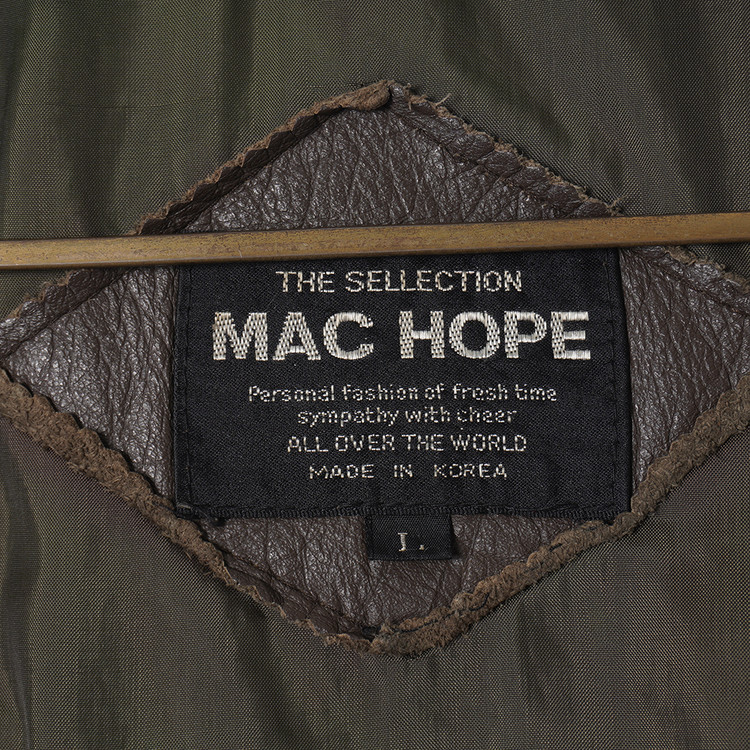 THE SELLECTION
MAC HOPE
Personal fashion of fresh time
sympathy with cheer
ALL OVER THE WORLD
MADE IN KOREA
L